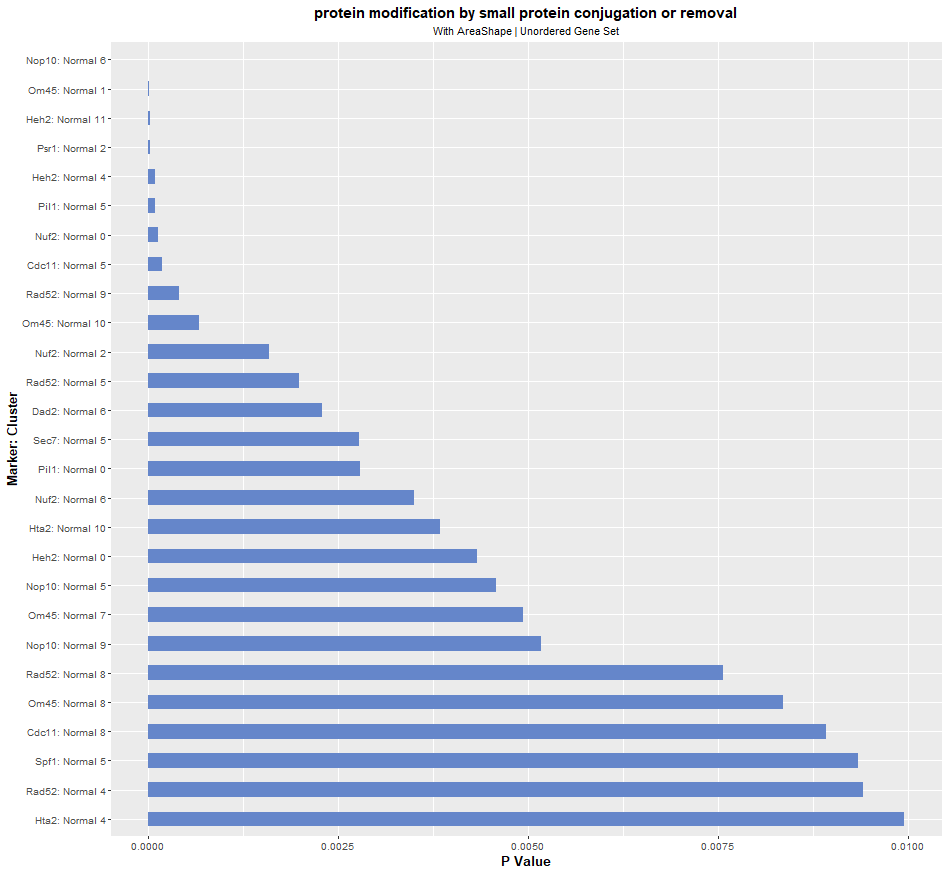 protein modification by small protein conjugation or removal
With AreaShape | Unordered Gene Set
Marker: Cluster
Nop10: Normal 6
Om45: Normal 1
Heh2: Normal 11
Psr1: Normal 2
Heh2: Normal 4
Pil1: Normal 5
Nuf2: Normal 0
Cdc11: Normal 5
Rad52: Normal 9
Om45: Normal 10
Nuf2: Normal 2
Rad52: Normal 5
Dad2: Normal 6
Sec7: Normal 5
Pil1: Normal 0
Nuf2: Normal 6
Hta2: Normal 10
Heh2: Normal 0
Nop10: Normal 5
Om45: Normal 7
Nop10: Normal 9
Rad52: Normal 8
Om45: Normal 8
Cdc11: Normal 8
Spf1: Normal 5
Rad52: Normal 4
Hta2: Normal 4
0.0000 0.0025 0.0050 0.0075 0.0100
P Value